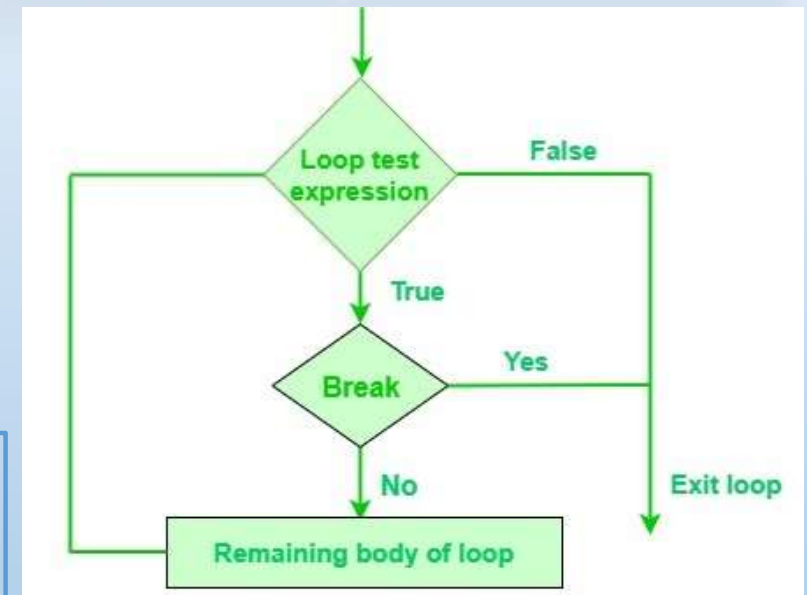 Loop test
expression
False
True
Break
Yes
No
Exit loop
Remaining body of loop